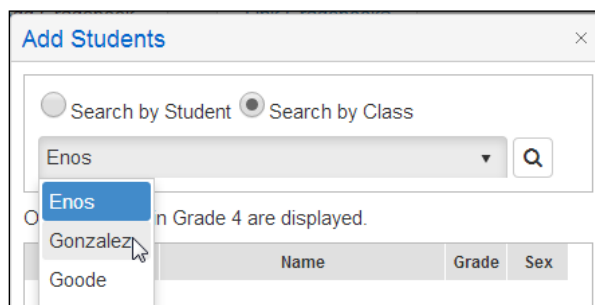 Add Students
Search by Student Search by Class
Enos
Enos
O n Grade 4 are displayed.
Gonzalez
Name Grade Sex
Goode